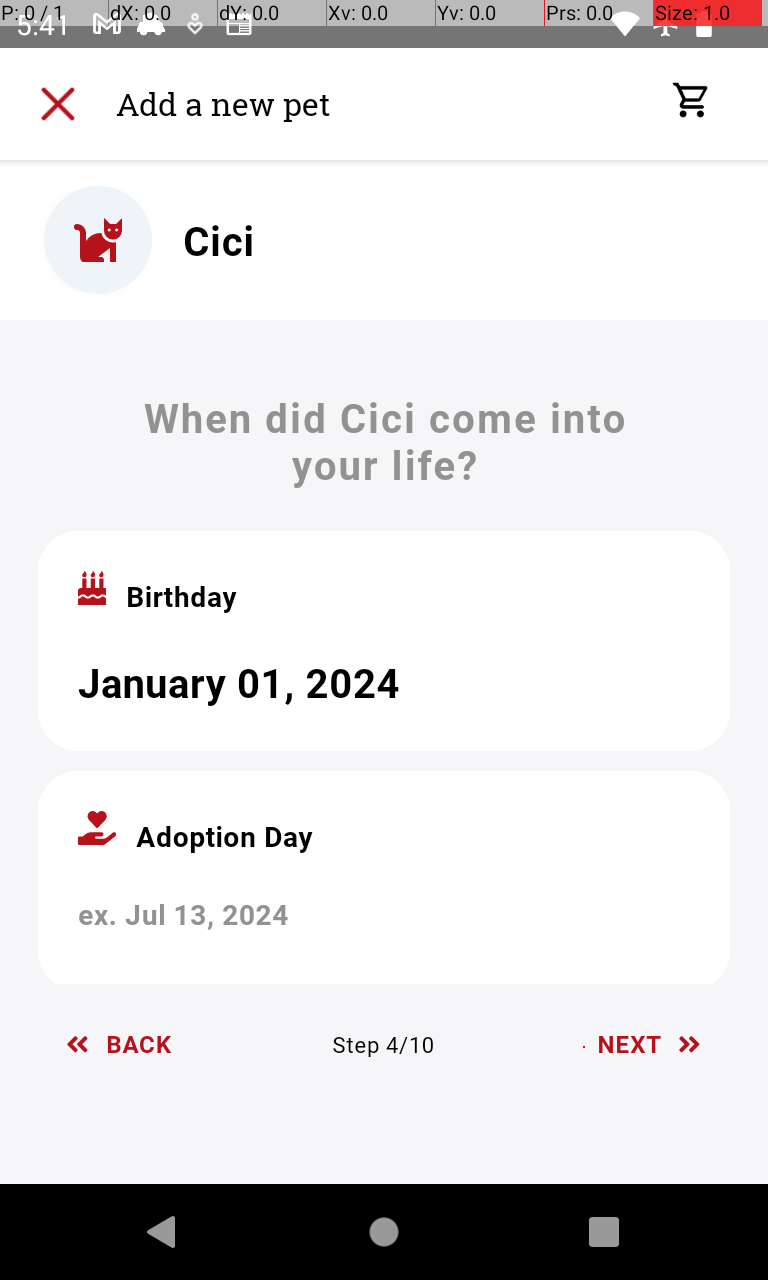 P: 0 / 1 dX: 0.0 dY: 0.0 Xv: 0.0 Yv: 0.0 Prs: 0.0 Size: 1.0
5:41
Add a new pet
Cici
When did Cici come into
your life?
Birthday
January 01, 2024
Adoption Day
ex. Jul 13, 2024
BACK Step 4/10 NEXT